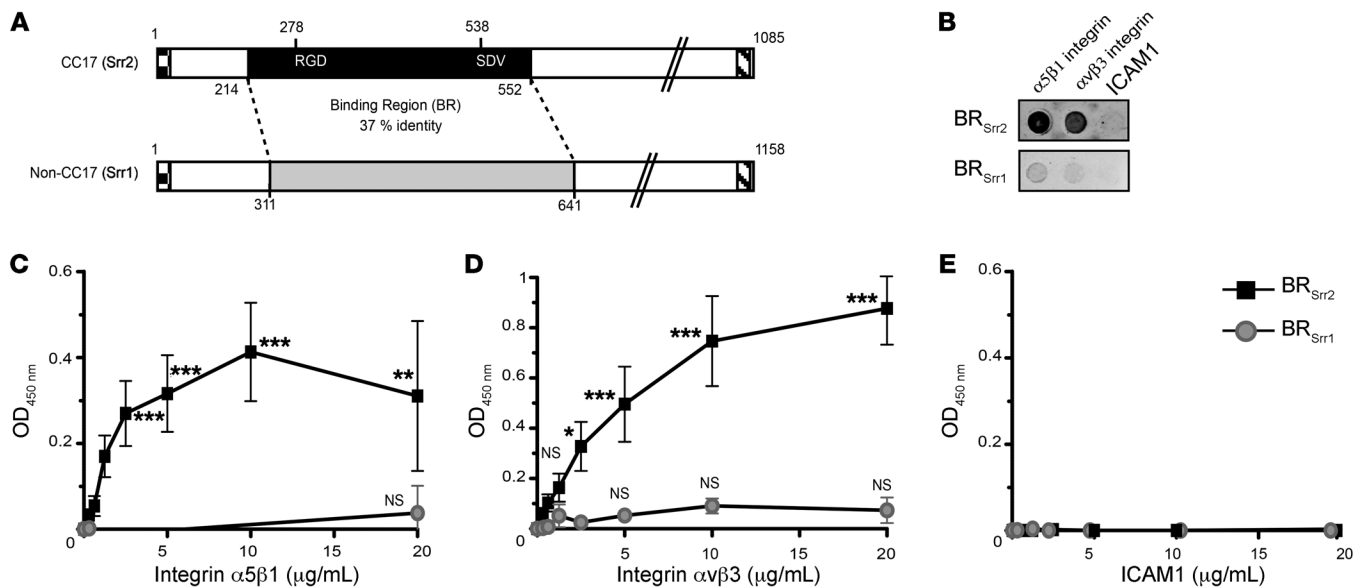 A
1
278
538
1085
CC17 (Srr2)
RGD
SDV
214
552
Binding Region (BR)
37 % identity
1
1158
Non-CC17 (Srr1)
311
641
B
α5β1 integrin
αvβ3 integrin
ICAM1
BRSrr2
BRSrr1
C
0.6
0.4
0.2
0
OD450 nm
***
***
***
**
NS
5
10
15
20
Integrin α5β1 (μg/mL)
D
1
0.8
0.6
0.4
0.2
0
OD450 nm
NS
*
***
***
***
NS
NS
NS
5
10
15
20
Integrin αvβ3 (μg/mL)
E
0.6
0.4
0.2
0
OD450 nm
BRSrr2
BRSrr1
5
10
15
20
ICAM1 (μg/mL)